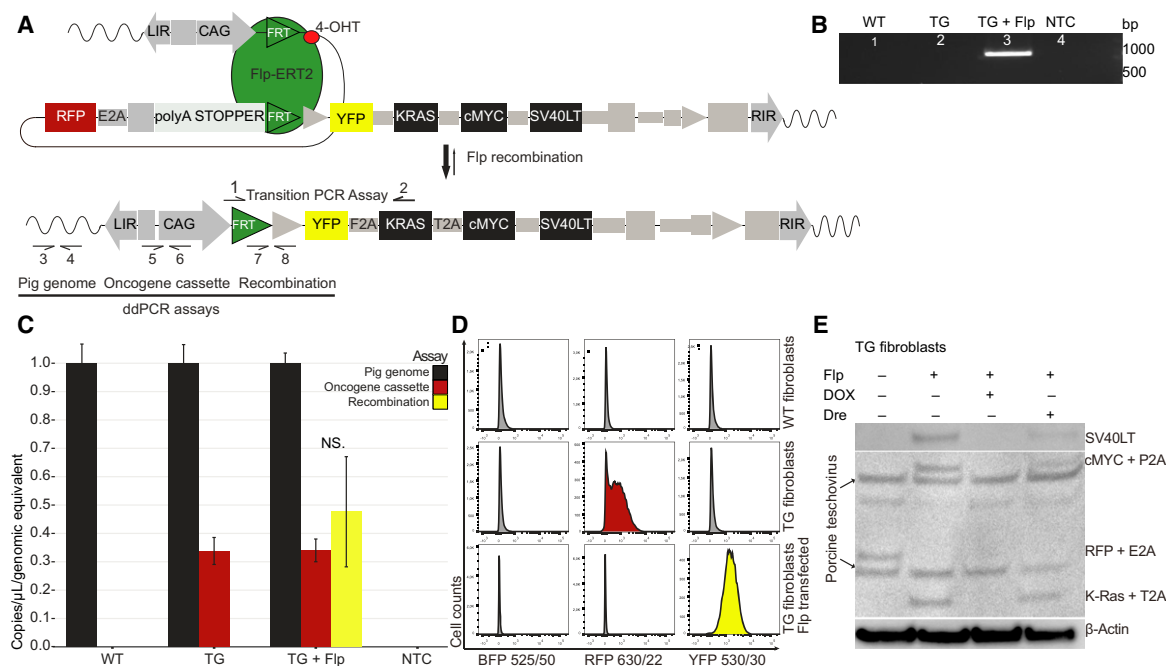 A
LIR
CAG
FRT
4-OHT
Flp-ERT2
RFP
E2A
polyA STOPPER
FRT
YFP
KRAS
cMYC
SV40LT
RIR
Flp recombination
1
Transition PCR Assay
2
LIR
CAG
FRT
YFP
F2A
KRAS
T2A
cMYC
SV40LT
RIR
3
4
5
6
7
8
Pig genome
Oncogene cassette
Recombination
ddPCR assays
B
WT
TG
TG + Flp
NTC
bp
1
2
3
4
1000
500
C
Copies/µL/genomic equivalent
1.0
0.9
0.8
0.7
0.6
0.5
0.4
0.3
0.2
0.1
0.0
Assay
Pig genome
Oncogene cassette
Recombination
NS.
WT
TG
TG + Flp
NTC
D
Cell counts
WT fibroblasts
TG fibroblasts
TG fibroblasts
Flp transfected
BFP 525/50
RFP 630/22
YFP 530/30
E
TG fibroblasts
Flp – + + +
DOX – – + –
Dre – – – +
SV40LT
cMYC + P2A
Porcine teschovirus
RFP + E2A
K-Ras + T2A
β-Actin